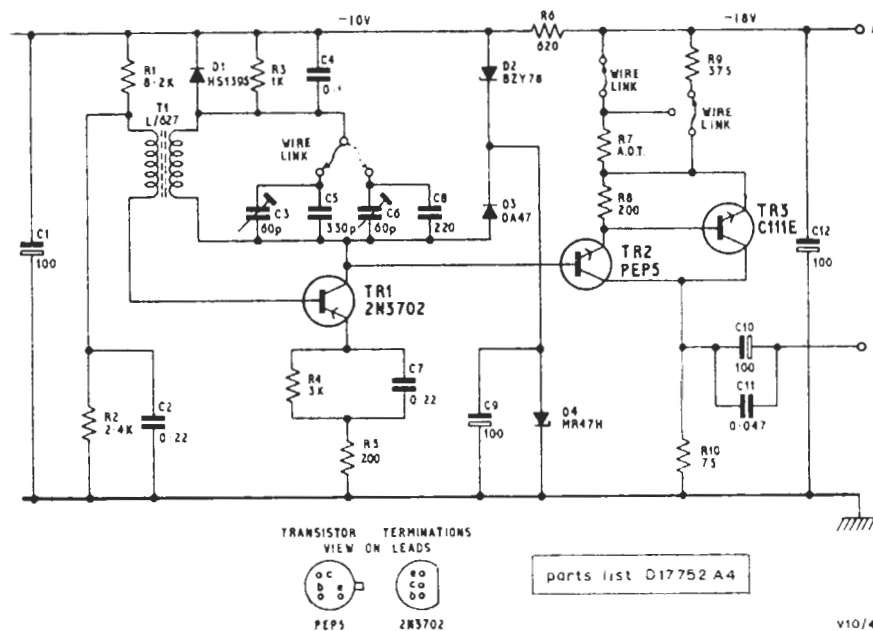 -10V
R6
620
-18V
R1
8·2K
D1
HS1395
R3
1K
C4
D2
BZY78
WIRE
LINK
R9
375
WIRE
LINK
T1
L/627
WIRE
LINK
R7
A.O.T.
C3
60p
C5
330p
C6
60p
C8
220
D3
OA47
R8
200
TR3
C111E
C1
100
TR2
PEP5
C12
100
TR1
2N3702
R4
3K
C7
0·22
C10
100
C11
0·047
R2
2·4K
C2
0·22
R5
200
C9
100
D4
MR47H
R10
75
TRANSISTOR TERMINATIONS
VIEW ON LEADS
c
b e
e
c
b
PEP5
2N3702
parts list D17752 A4
V10/4